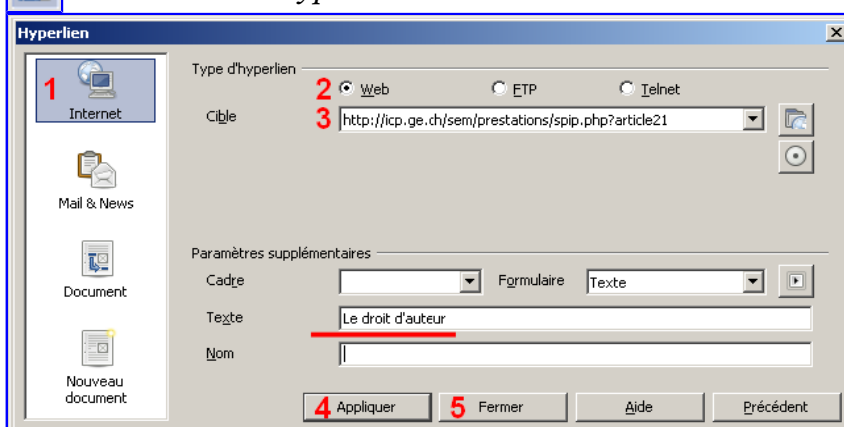 Hyperlien
1
Internet
Mail & News
Document
Nouveau
document
Type d'hyperlien
2 Web FTP Telnet
Cible 3 http://icp.ge.ch/sem/prestations/spip.php?article21
Paramètres supplémentaires
Cadre Formulaire Texte
Texte Le droit d'auteur
Nom
4 Appliquer 5 Fermer Aide Précédent